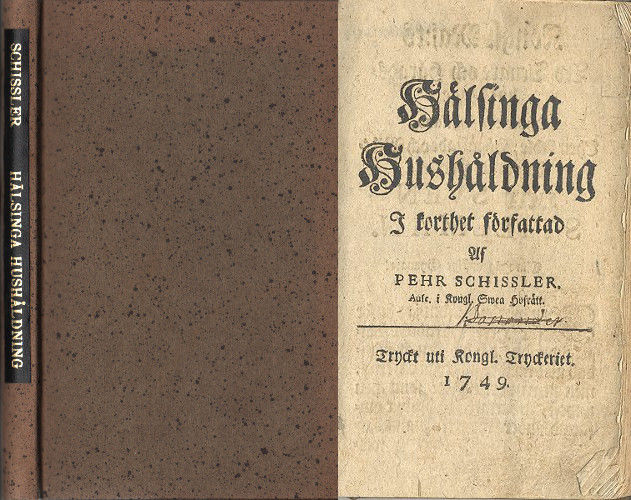 SCHISSLER HÄLSINGA HUSHÅLDNING
Hälsinga
Hushåldning
I korthet författad
Af
PEHR SCHISSLER,
Ausc. i Kongl. Swea Hofrätt.
Tryckt uti Kongl. Tryckeriet.
1749.